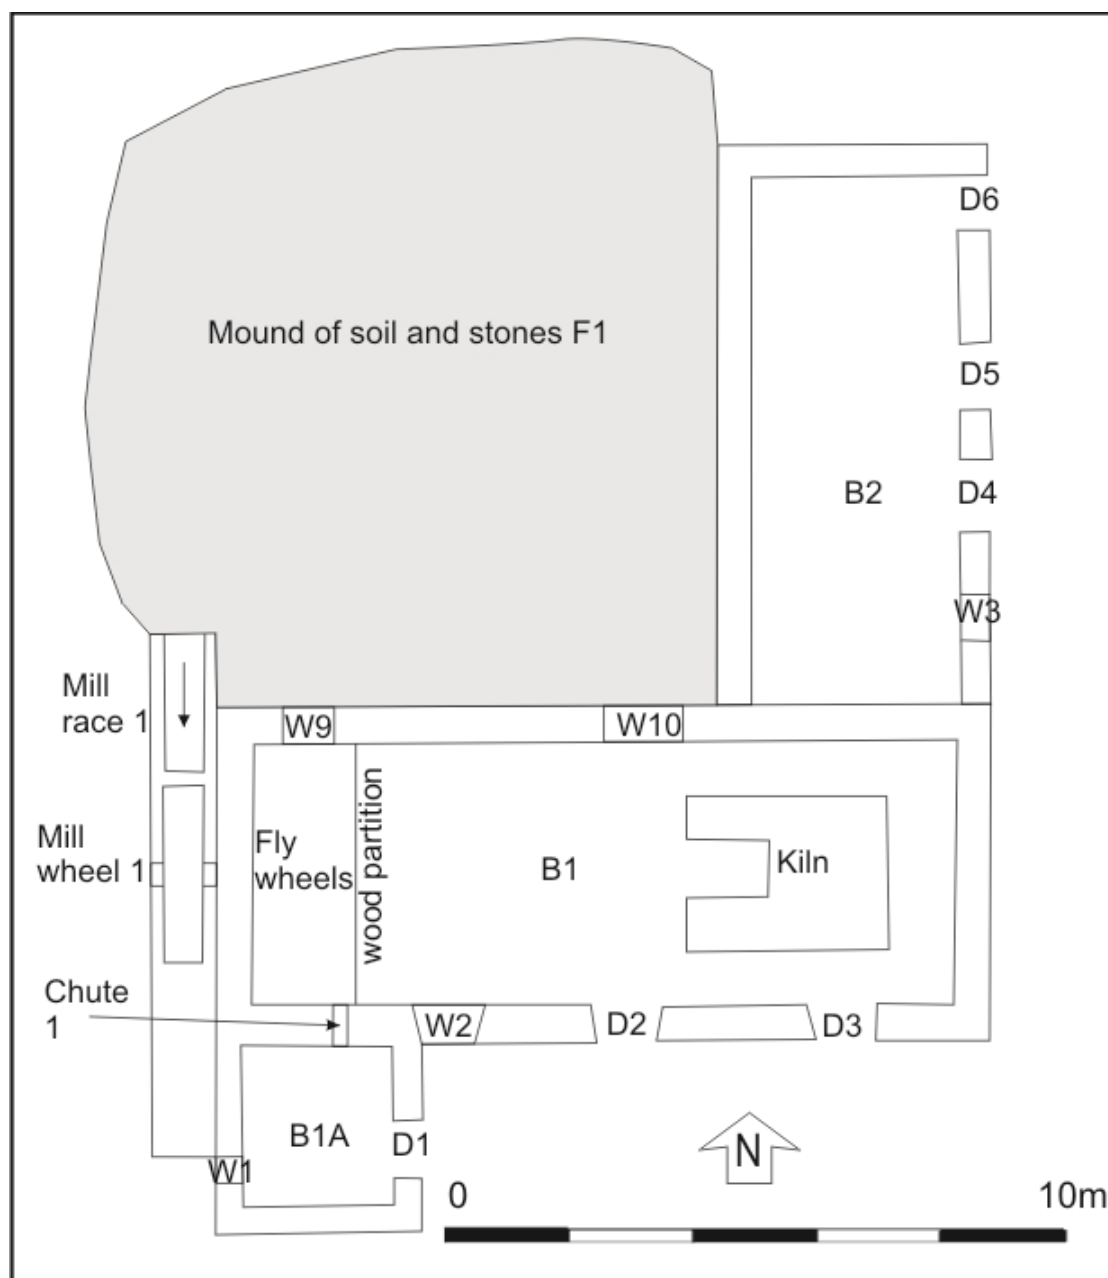 D6
Mound of soil and stones F1
D5
B2
D4
W3
Mill
race 1
W9
W10
wood partition
Mill
wheel 1
Fly
wheels
B1
Kiln
Chute
1
W2
D2
D3
B1A
D1
N
W1
0
10m